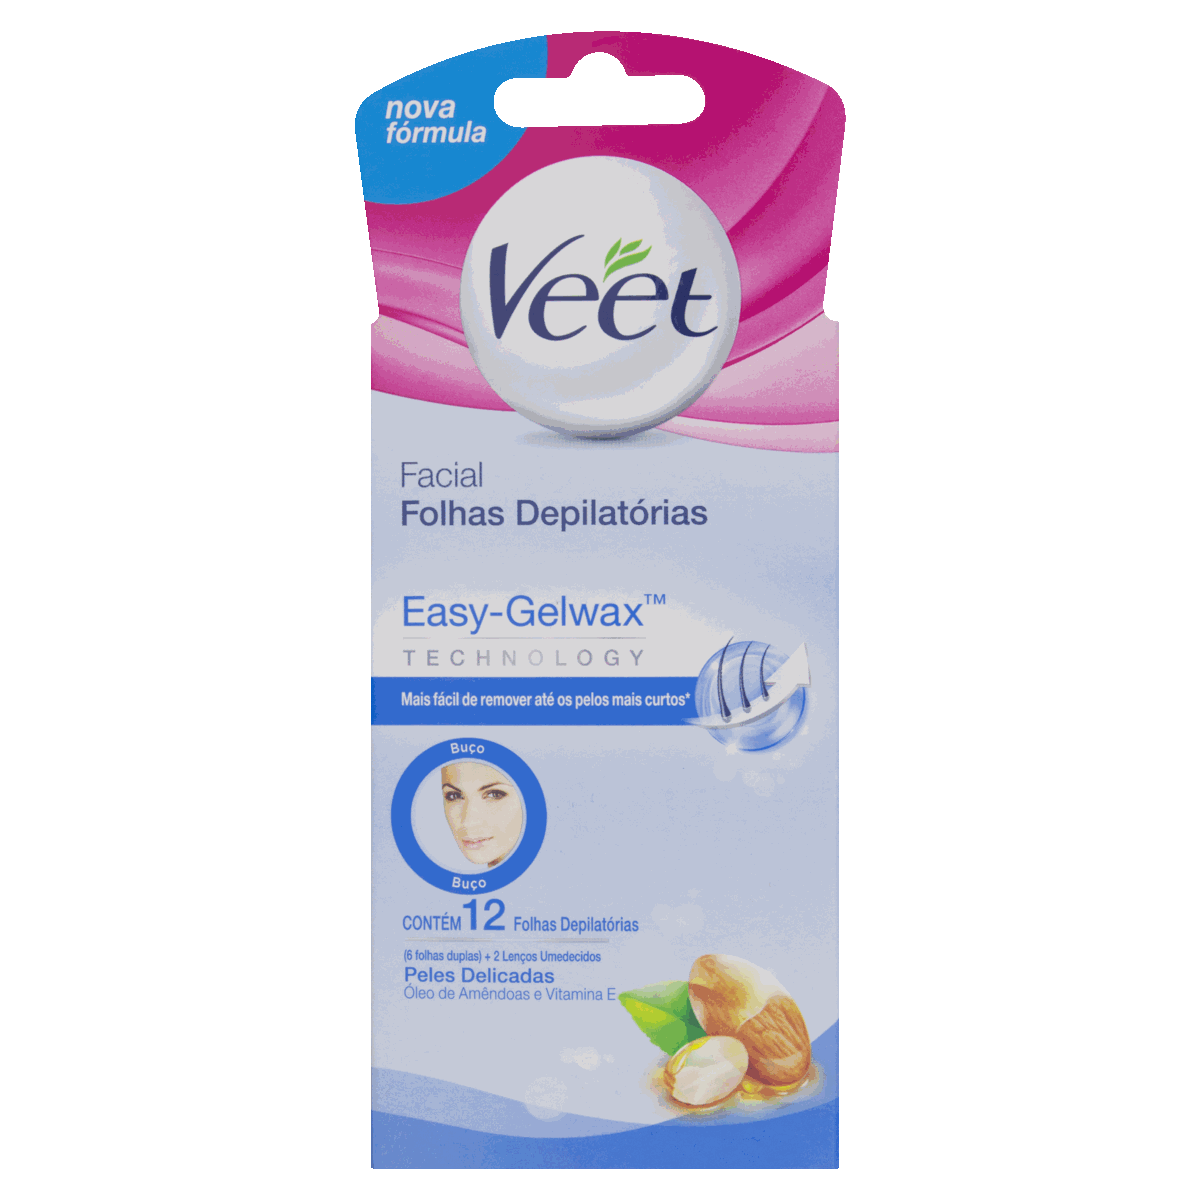 nova
fórmula
Veet
Facial
Folhas Depilatórias
Easy-Gelwax™
TECHNOLOGY
Mais fácil de remover até os pelos mais curtos*
Buço
Buço
CONTÉM 12 Folhas Depilatórias
(6 folhas duplas) + 2 Lenços Umedecidos
Peles Delicadas
Óleo de Amêndoas e Vitamina E